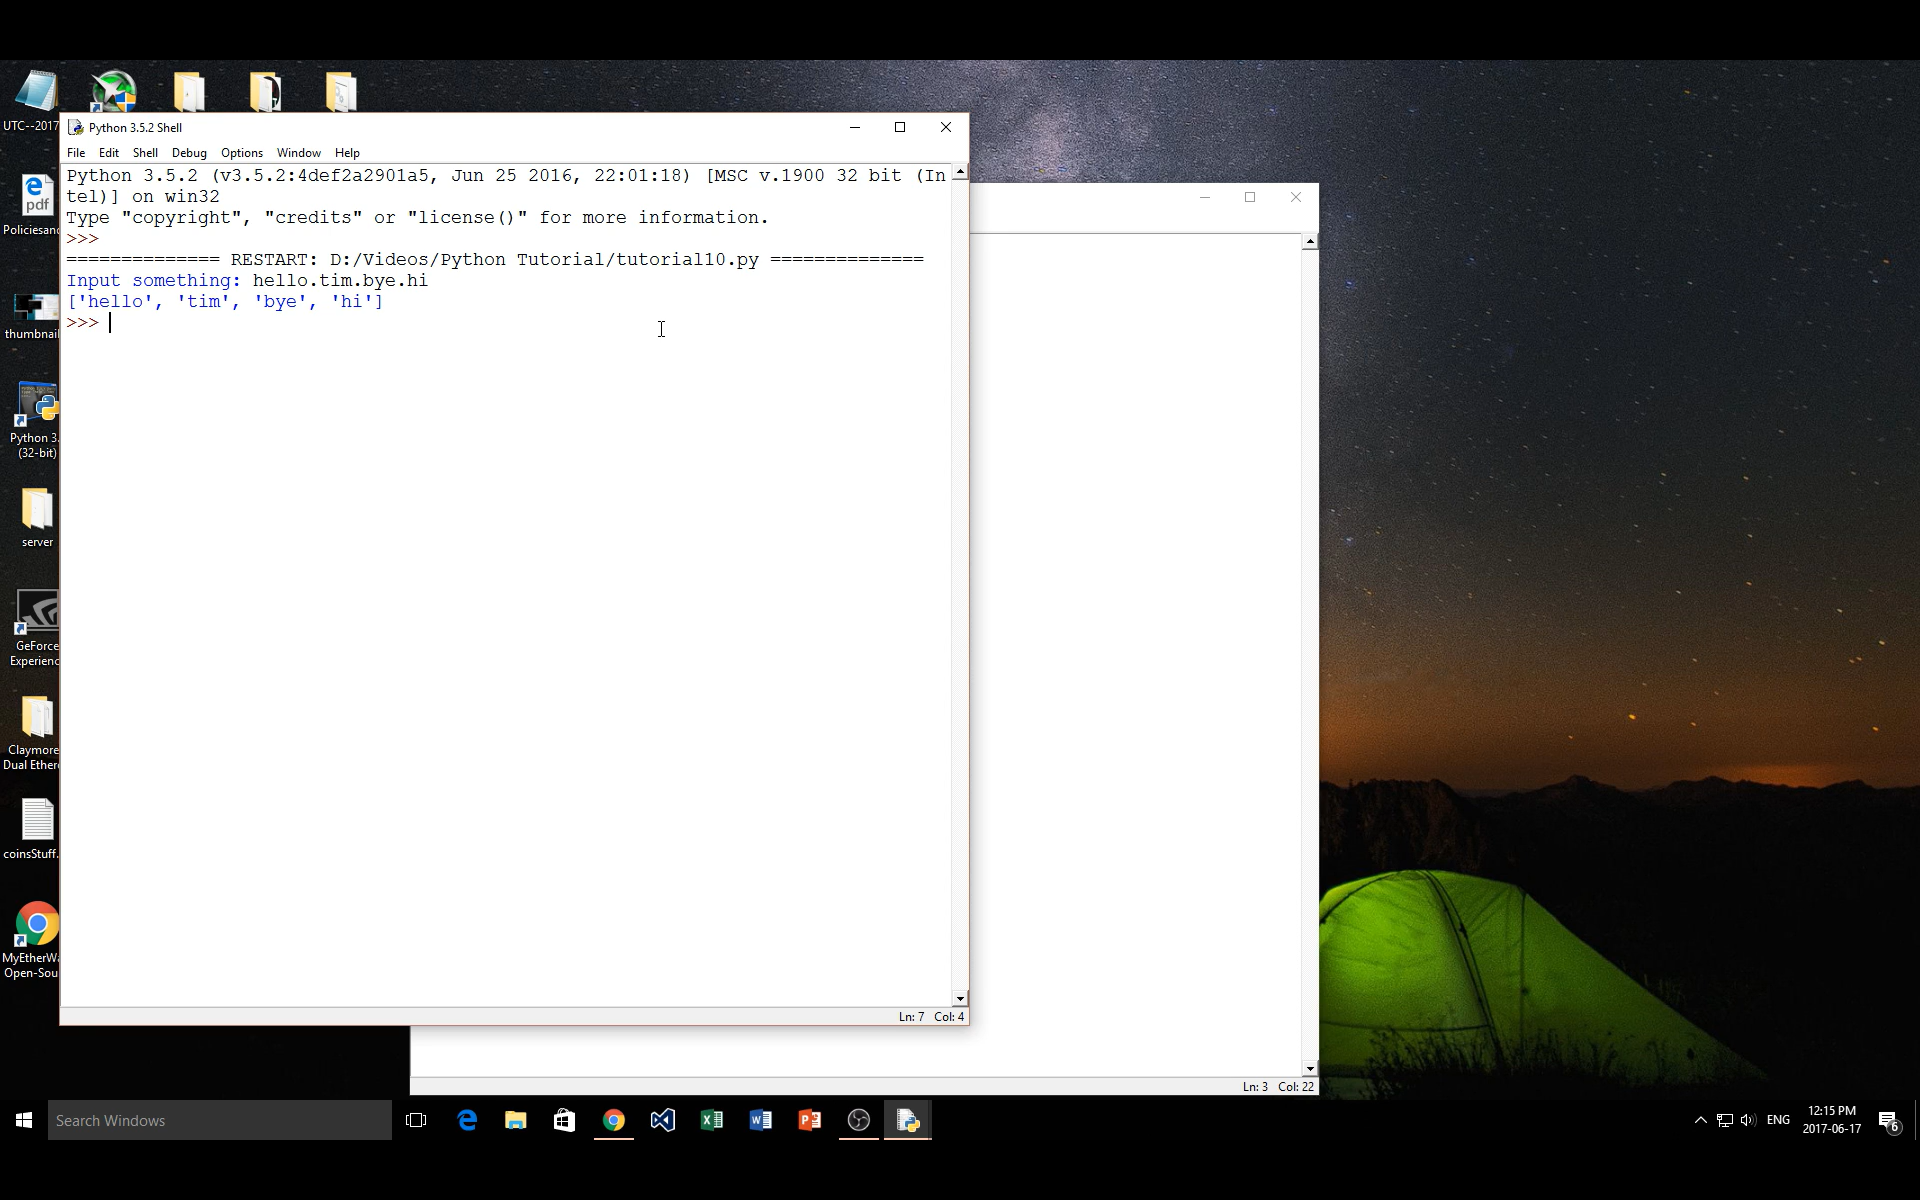 UTC--2017
Python 3.5.2 Shell
File Edit Shell Debug Options Window Help
Python 3.5.2 (v3.5.2:4def2a2901a5, Jun 25 2016, 22:01:18) [MSC v.1900 32 bit (In
tel)] on win32
Type "copyright", "credits" or "license()" for more information.
>>>
============== RESTART: D:/Videos/Python Tutorial/tutorial10.py ==============
Input something: hello.tim.bye.hi
['hello', 'tim', 'bye', 'hi']
>>>
Ln: 7 Col: 4
pdf
Policiesand
thumbnail
Python 3.
(32-bit)
server
GeForce
Experienc
Claymore
Dual Ether
coinsStuff.
MyEtherWa
Open-Sou
Ln: 3 Col: 22
Search Windows
ENG
12:15 PM
2017-06-17
6